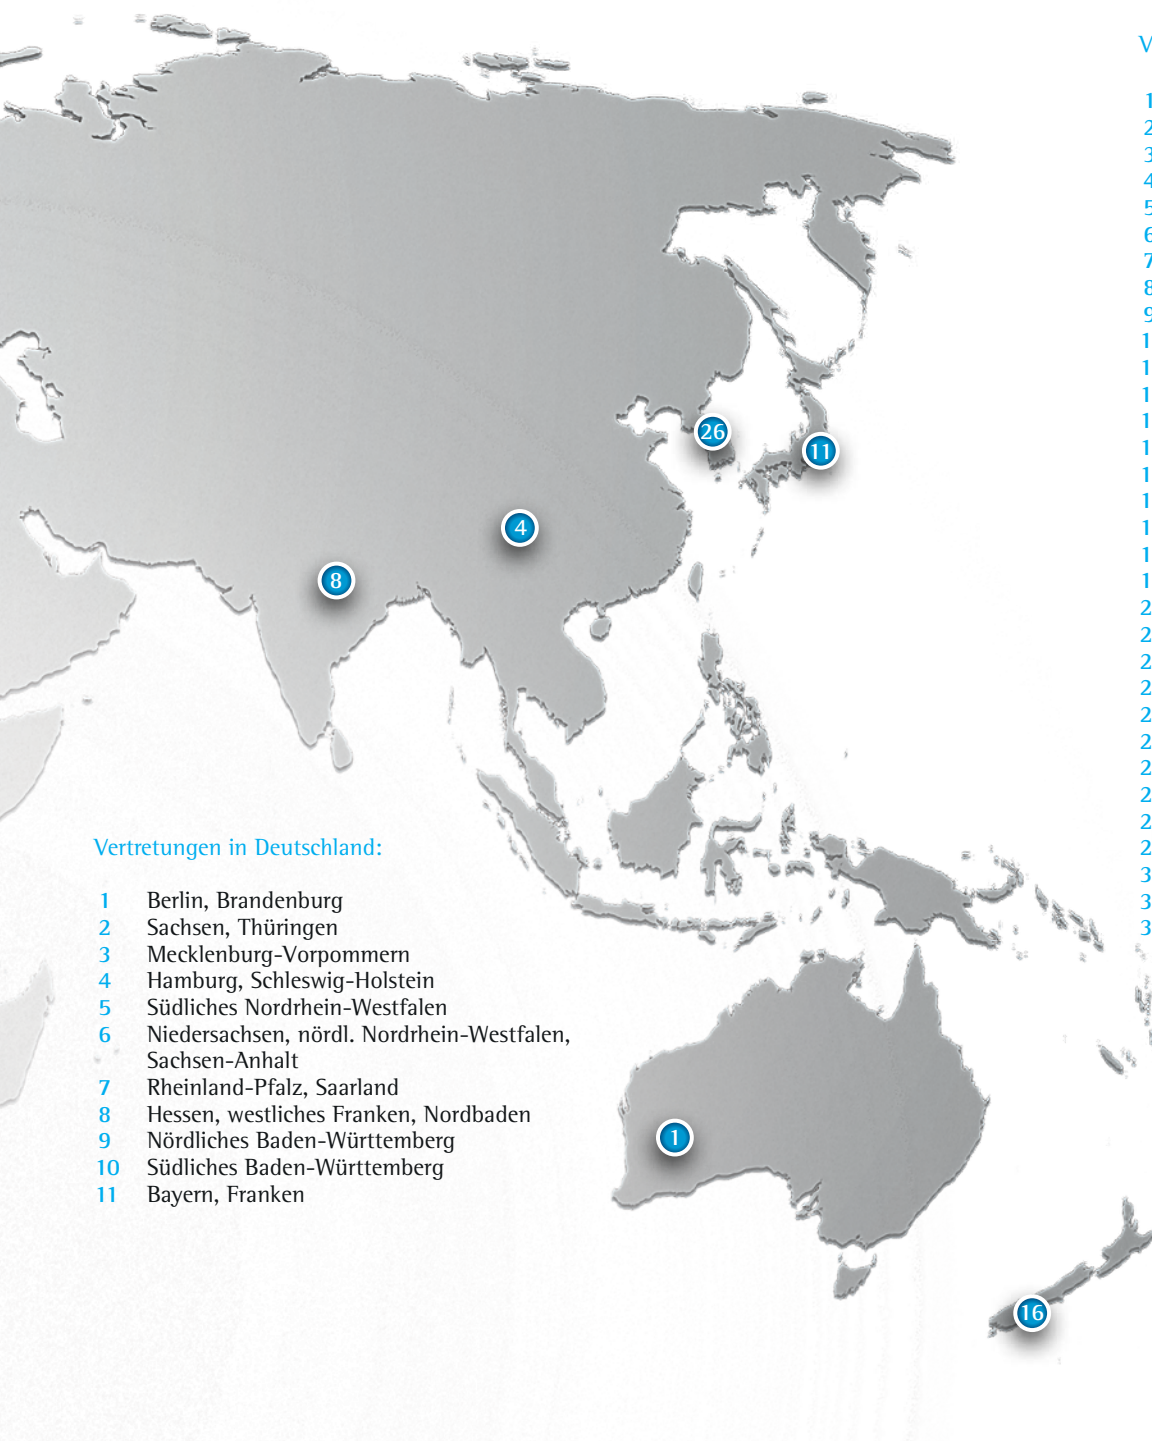 26
11
4
8
Vertretungen in Deutschland:
1 Berlin, Brandenburg
2 Sachsen, Thüringen
3 Mecklenburg-Vorpommern
4 Hamburg, Schleswig-Holstein
5 Südliches Nordrhein-Westfalen
6 Niedersachsen, nördl. Nordrhein-Westfalen,
Sachsen-Anhalt
7 Rheinland-Pfalz, Saarland
8 Hessen, westliches Franken, Nordbaden
9 Nördliches Baden-Württemberg
10 Südliches Baden-Württemberg
11 Bayern, Franken
1
16